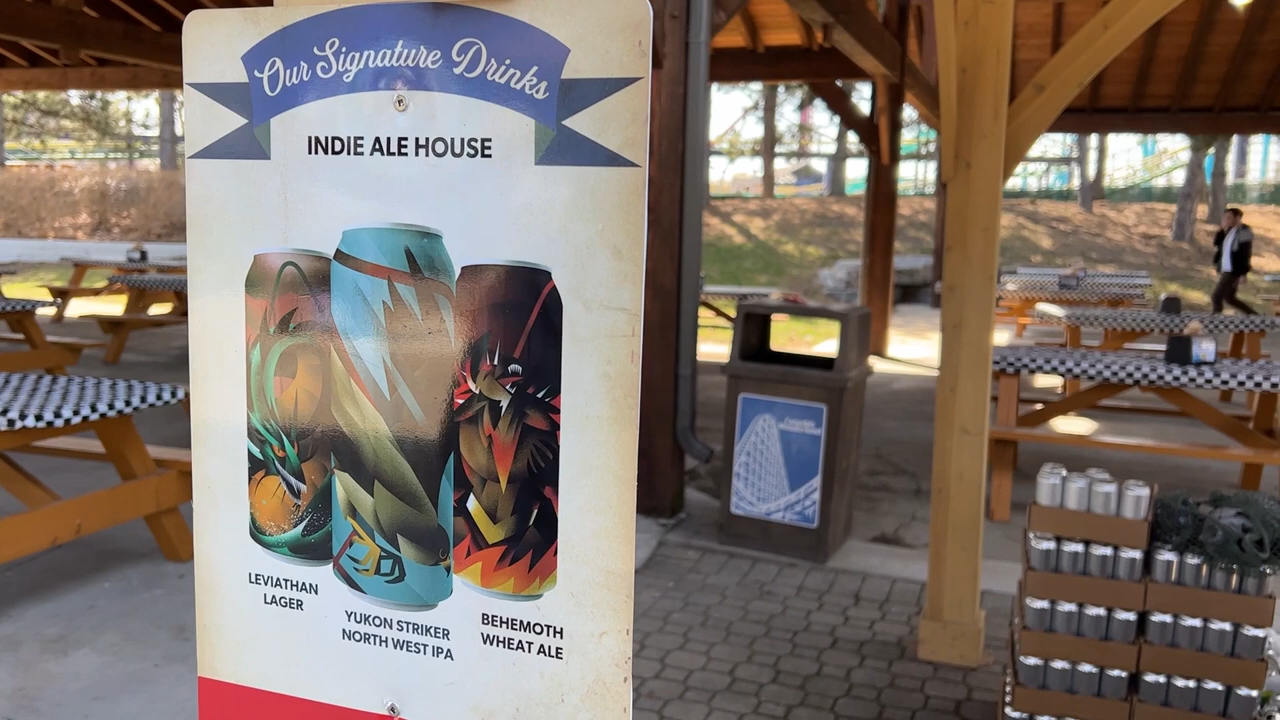 Our Signature Drinks
INDIE ALE HOUSE
LEVIATHAN
LAGER
YUKON STRIKER
NORTH WEST IPA
BEHEMOTH
WHEAT ALE